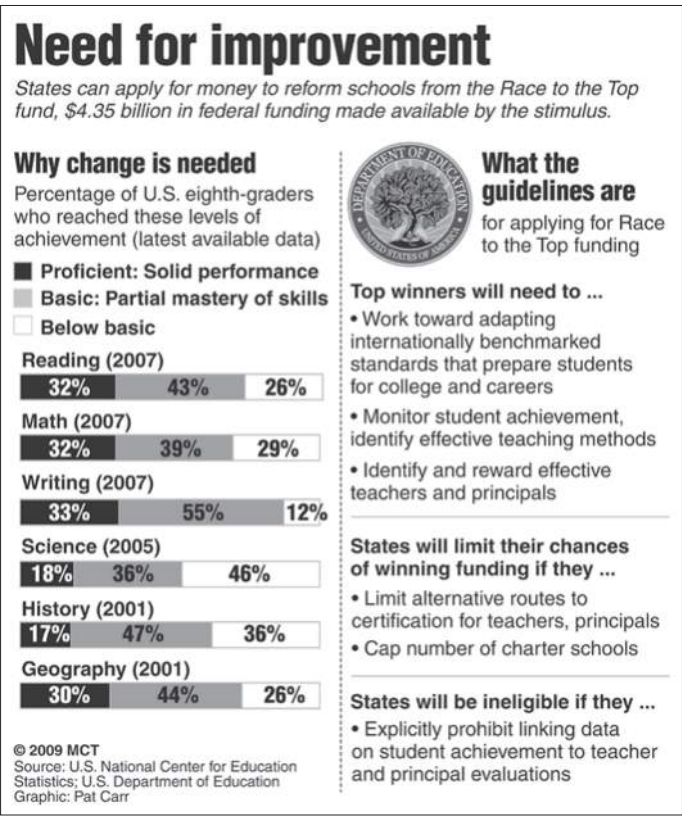 Need for improvement
States can apply for money to reform schools from the Race to the Top
fund, $4.35 billion in federal funding made available by the stimulus.
Why change is needed
Percentage of U.S. eighth-graders
who reached these levels of
achievement (latest available data)
Proficient: Solid performance
Basic: Partial mastery of skills
Below basic
Reading (2007)
32% 43% 26%
Math (2007)
32% 39% 29%
Writing (2007)
33% 55% 12%
Science (2005)
18% 36% 46%
History (2001)
17% 47% 36%
Geography (2001)
30% 44% 26%
© 2009 MCT
Source: U.S. National Center for Education
Statistics; U.S. Department of Education
Graphic: Pat Carr
DEPARTMENT OF EDUCATION
UNITED STATES OF AMERICA
What the
guidelines are
for applying for Race
to the Top funding
Top winners will need to ...
• Work toward adapting
internationally benchmarked
standards that prepare students
for college and careers
• Monitor student achievement,
identify effective teaching methods
• Identify and reward effective
teachers and principals
States will limit their chances
of winning funding if they ...
• Limit alternative routes to
certification for teachers, principals
• Cap number of charter schools
States will be ineligible if they ...
• Explicitly prohibit linking data
on student achievement to teacher
and principal evaluations